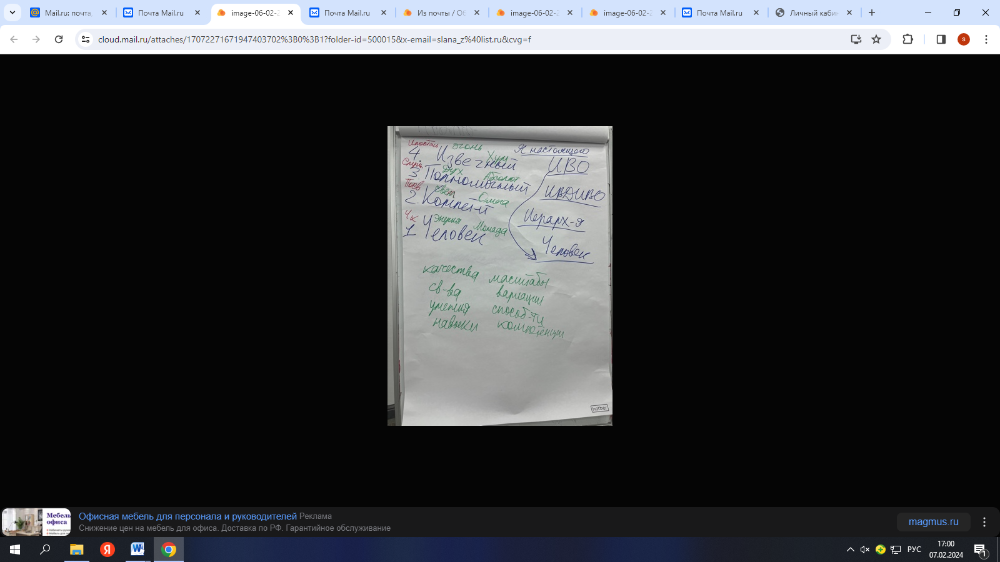 Mail.ru: почта,
Почта Mail.ru
image-06-02-2
Почта Mail.ru
Из почты / Об
image-06-02-2
image-06-02-2
Почта Mail.ru
Личный кабин
cloud.mail.ru/attaches/17072271671947403702%3B0%3B1?folder-id=500015&x-email=slana_z%40list.ru&cvg=f
s
Ипостась огонь Я настоящего
4. Извечный Хум ИВО
Служ. Дух Абсолют
3. Полномочный ИВДИВО
Посв Свет Омега
2. Компет-й Иерарх-я
Чк Энергия Монада
1 Человек Человек
качества масштабы
св-ва вариации
умения способ-ти
навыки компетенции
hatber
Мебель
офиса
Офисная мебель для персонала и руководителей Реклама
Снижение цен на мебель для офиса. Доставка по РФ. Гарантийное обслуживание
magmus.ru
Я
W
РУС
17:00
07.02.2024
1